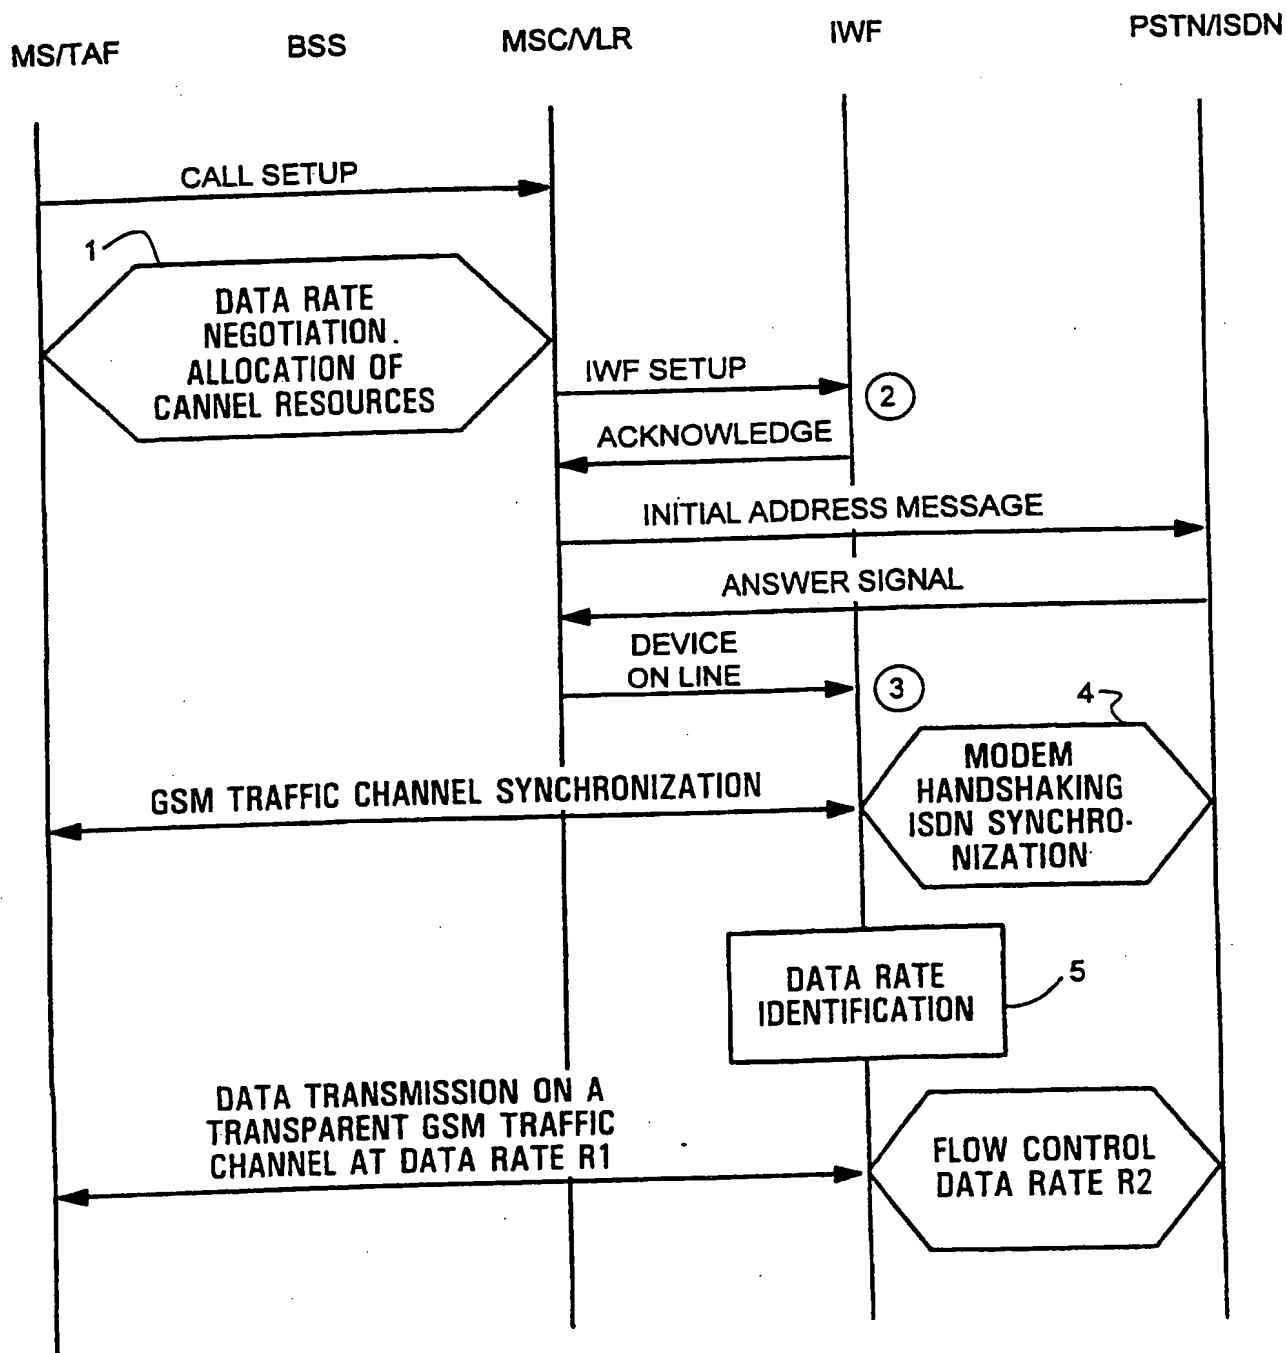 MS/TAF
BSS
MSC/VLR
IWF
PSTN/ISDN
CALL SETUP
1
DATA RATE
NEGOTIATION.
ALLOCATION OF
CANNEL RESOURCES
IWF SETUP
2
ACKNOWLEDGE
INITIAL ADDRESS MESSAGE
ANSWER SIGNAL
DEVICE
ON LINE
3
4
MODEM
HANDSHAKING
ISDN SYNCHRO-
NIZATION
GSM TRAFFIC CHANNEL SYNCHRONIZATION
DATA RATE
IDENTIFICATION
5
DATA TRANSMISSION ON A
TRANSPARENT GSM TRAFFIC
CHANNEL AT DATA RATE R1
FLOW CONTROL
DATA RATE R2